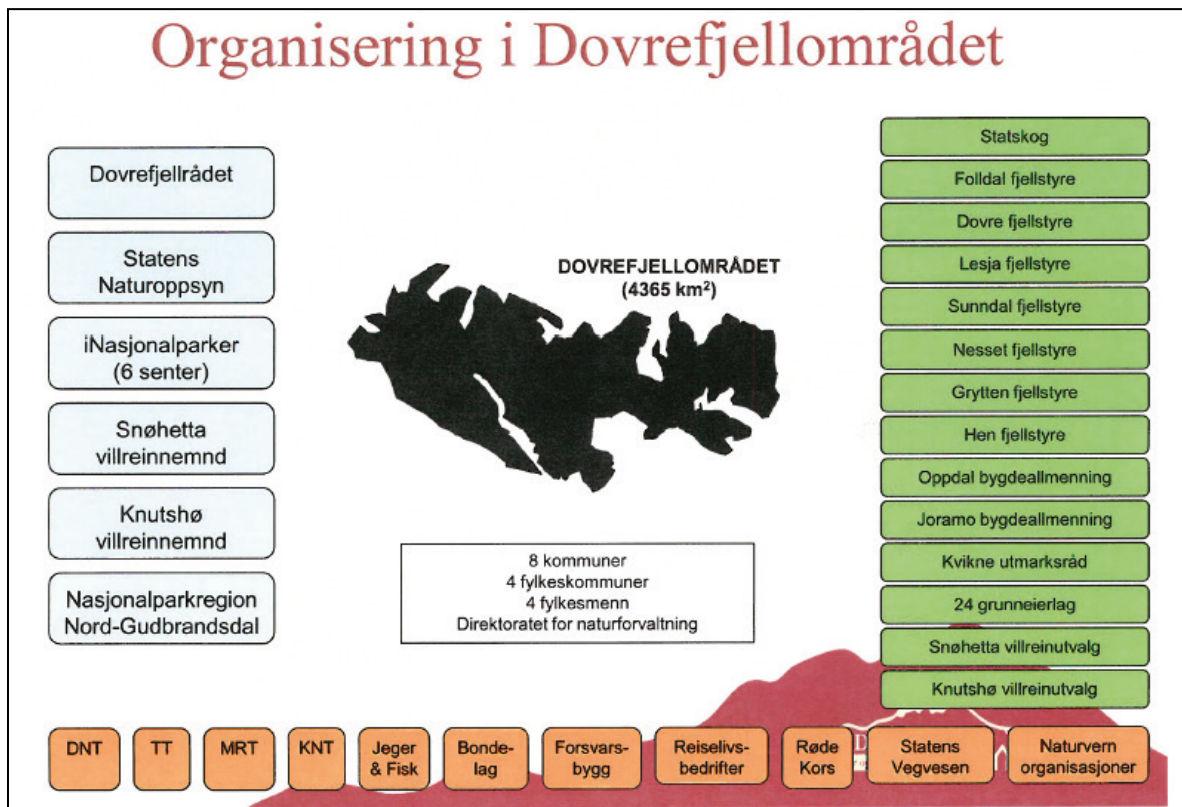 Organisering i Dovrefjellområdet
Dovrefjellrådet
Statens
Naturoppsyn
iNasjonalparker
(6 senter)
Snøhetta
villreinnemnd
Knutshø
villreinnemnd
Nasjonalparkregion
Nord-Gudbrandsdal
DOVREFJELLOMRÅDET
(4365 km²)
8 kommuner
4 fylkeskommuner
4 fylkesmenn
Direktoratet for naturforvaltning
Statskog
Folldal fjellstyre
Dovre fjellstyre
Lesja fjellstyre
Sunndal fjellstyre
Nesset fjellstyre
Grytten fjellstyre
Hen fjellstyre
Oppdal bygdeallmenning
Joramo bygdeallmenning
Kvikne utmarksråd
24 grunneierlag
Snøhetta villreinutvalg
Knutshø villreinutvalg
DNT
TT
MRT
KNT
Jeger
& Fisk
Bonde-
lag
Forsvars-
bygg
Reiselivs-
bedrifter
Røde
Kors
Statens
Vegvesen
Naturvern
organisasjoner